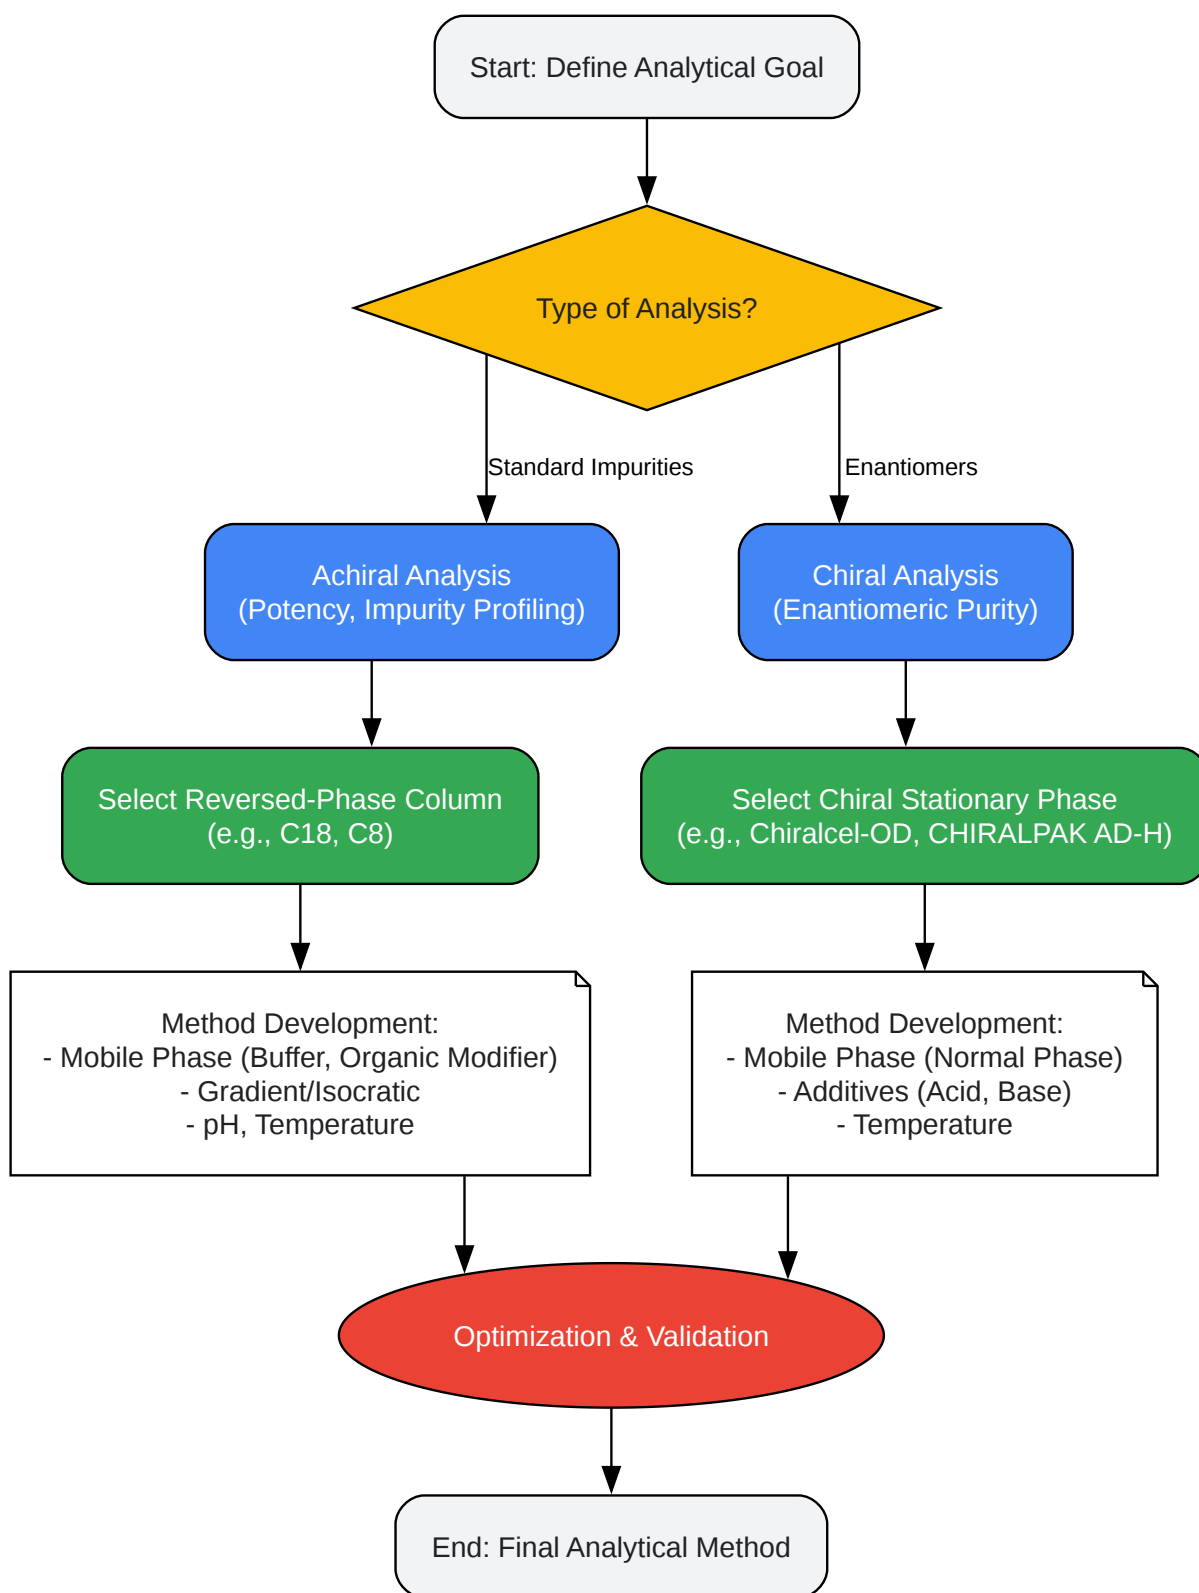 Start: Define Analytical Goal
Type of Analysis?
Standard Impurities
Enantiomers
Achiral Analysis
(Potency, Impurity Profiling)
Chiral Analysis
(Enantiomeric Purity)
Select Reversed-Phase Column
(e.g., C18, C8)
Select Chiral Stationary Phase
(e.g., Chiralcel-OD, CHIRALPAK AD-H)
Method Development:
- Mobile Phase (Buffer, Organic Modifier)
- Gradient/Isocratic
- pH, Temperature
Method Development:
- Mobile Phase (Normal Phase)
- Additives (Acid, Base)
- Temperature
Optimization & Validation
End: Final Analytical Method